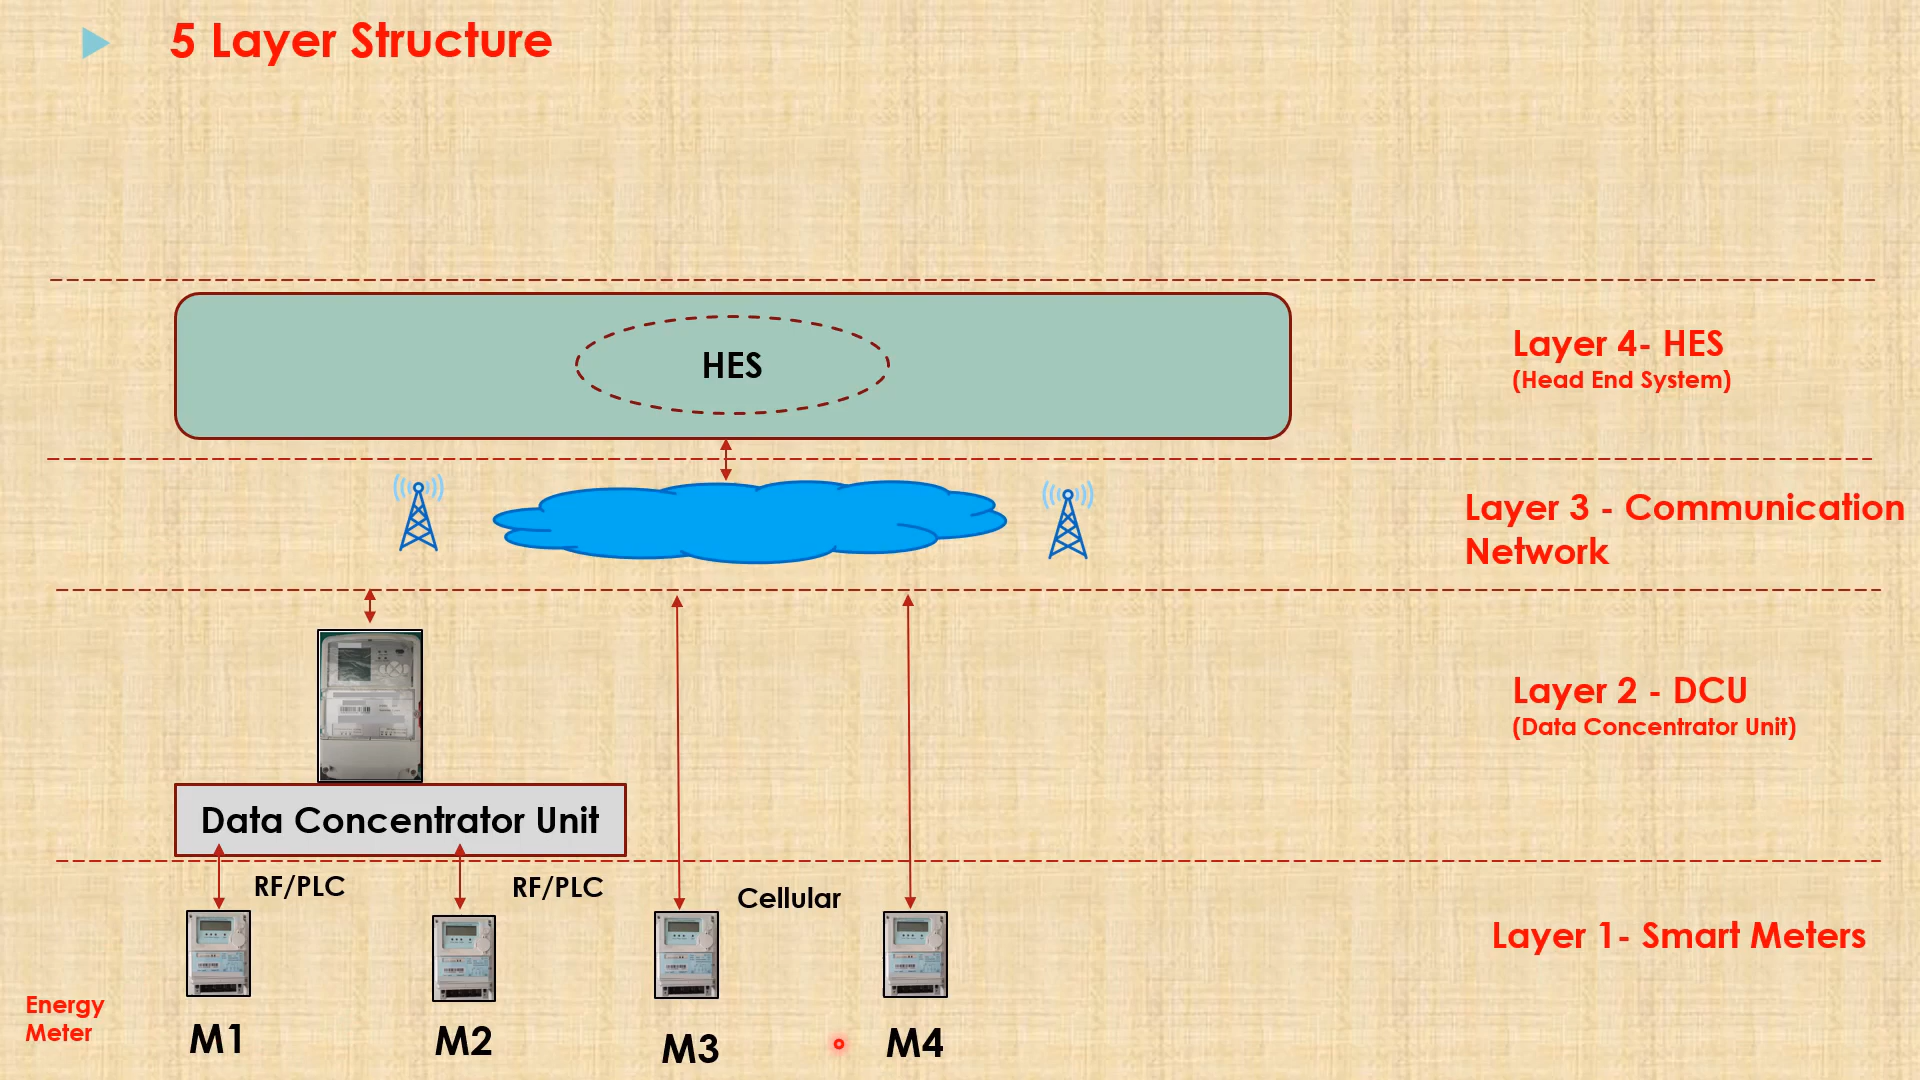 5 Layer Structure
HES
Layer 4- HES
(Head End System)
Layer 3 - Communication
Network
Layer 2 - DCU
(Data Concentrator Unit)
Data Concentrator Unit
RF/PLC
RF/PLC
Cellular
Layer 1- Smart Meters
Energy
Meter
M1
M2
M3
M4